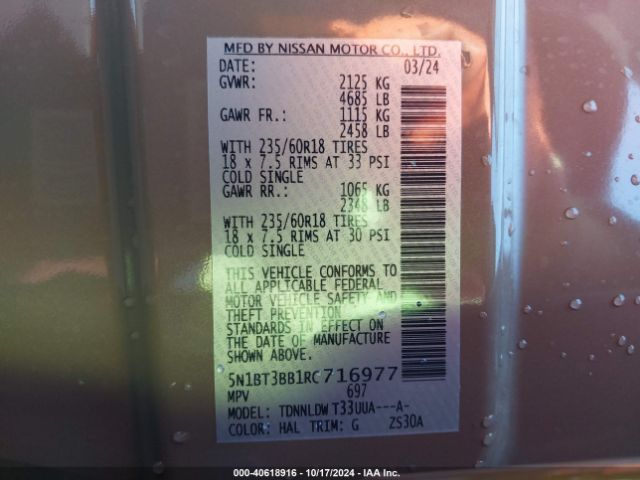 MFD BY NISSAN MOTOR CO., LTD.
DATE: 03/24
GVWR: 2125 KG
4685 LB
GAWR FR.: 1115 KG
2458 LB
WITH 235/60R18 TIRES
18 x 7.5 RIMS AT 33 PSI
COLD SINGLE
GAWR RR.: 1065 KG
2348 LB
WITH 235/60R18 TIRES
18 x 7.5 RIMS AT 30 PSI
COLD SINGLE
THIS VEHICLE CONFORMS TO
ALL APPLICABLE FEDERAL
MOTOR VEHICLE SAFETY AND
THEFT PREVENTION
STANDARDS IN EFFECT ON
THE DATE OF MANUFACTURE
SHOWN ABOVE.
5N1BT3BB1RC716977
MPV 697
MODEL: TDNNLDW T33UUA---A-
COLOR: HAL TRIM: G ZS30A
000-40618916 - 10/17/2024 - IAA Inc.